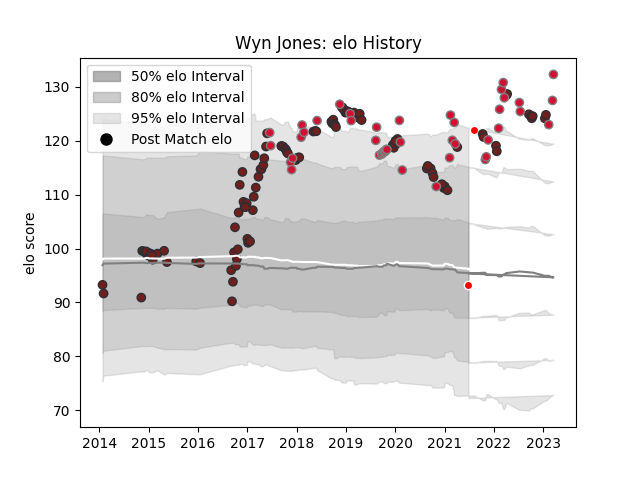 Wyn Jones: elo History
50% elo Interval
80% elo Interval
95% elo Interval
Post Match elo
elo score
130
120
110
100
90
80
70
2014 2015 2016 2017 2018 2019 2020 2021 2022 2023